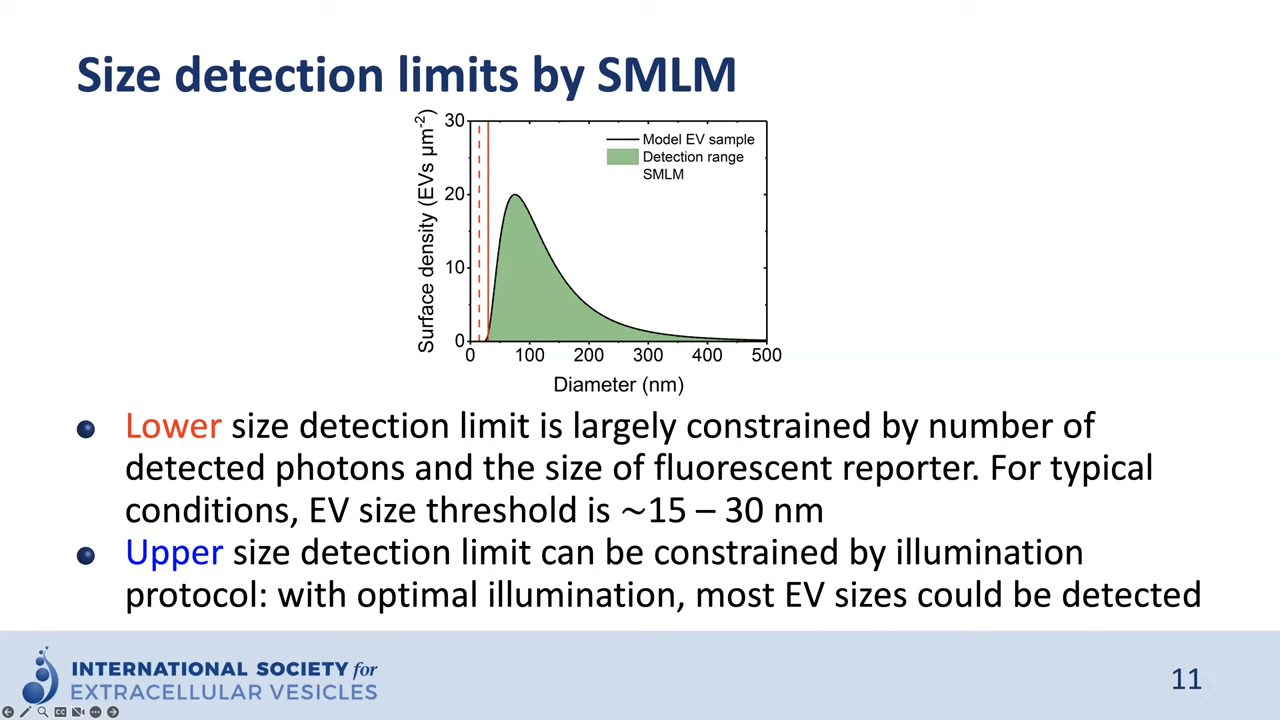 Size detection limits by SMLM
Surface density (EVs µm-2)
30
20
10
0
Model EV sample
Detection range
SMLM
0 100 200 300 400 500
Diameter (nm)
Lower size detection limit is largely constrained by number of
detected photons and the size of fluorescent reporter. For typical
conditions, EV size threshold is ~15 – 30 nm
Upper size detection limit can be constrained by illumination
protocol: with optimal illumination, most EV sizes could be detected
INTERNATIONAL SOCIETY for
EXTRACELLULAR VESICLES
11
CC